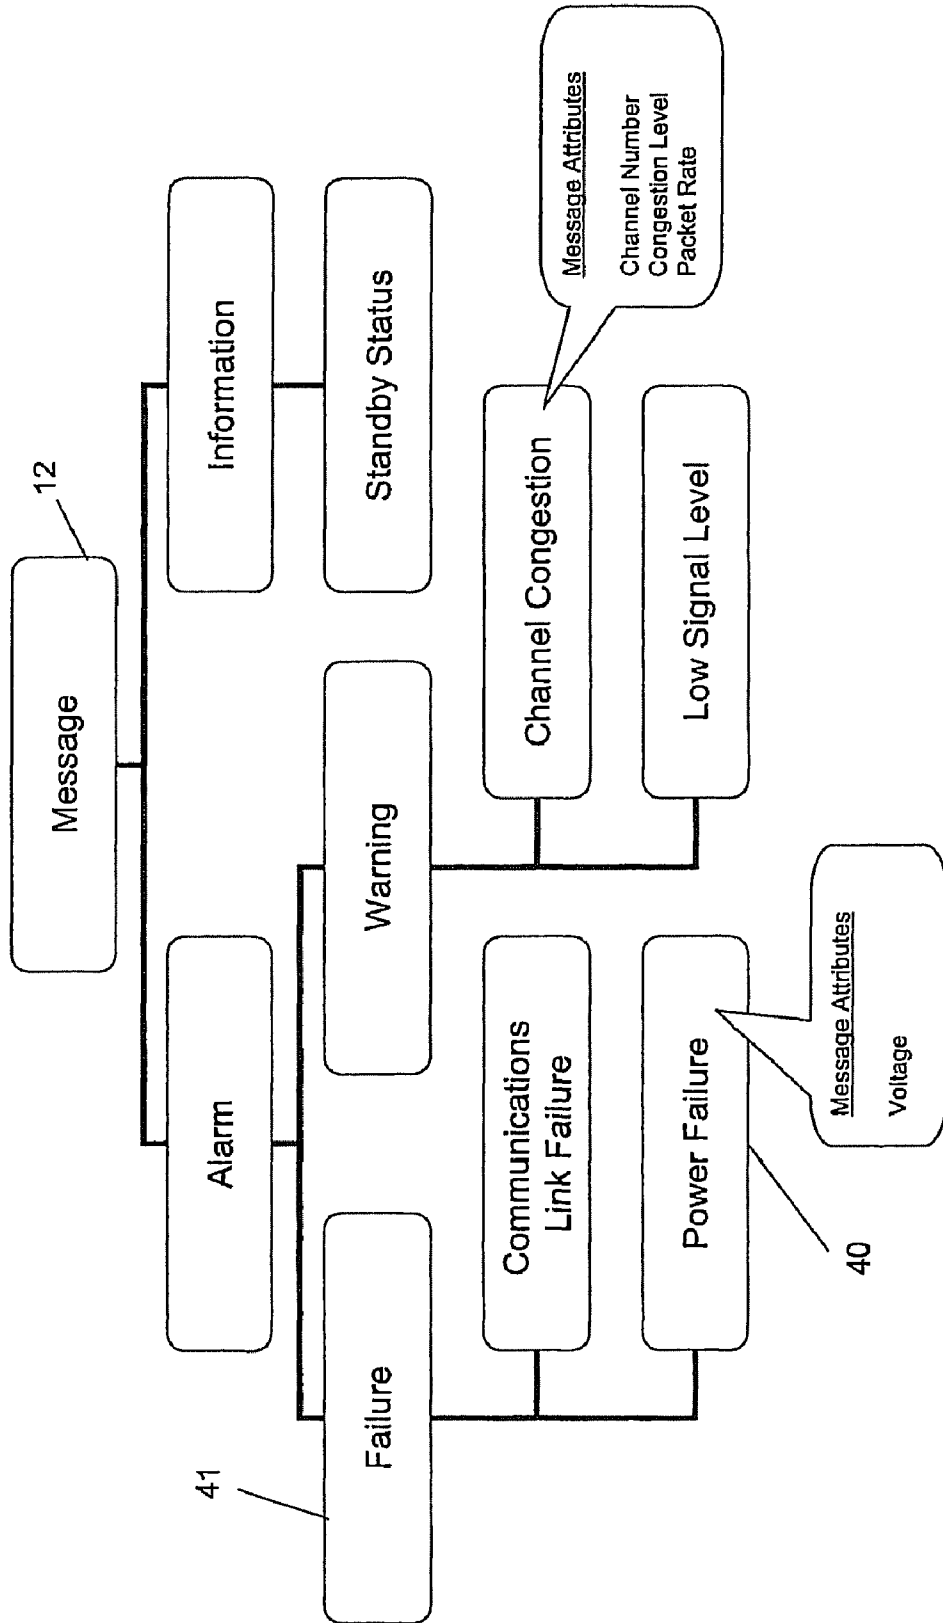 Message
12
Alarm
Information
41
Failure
Warning
Standby Status
Communications
Link Failure
Channel Congestion
Message Attributes
Channel Number
Congestion Level
Packet Rate
Power Failure
40
Low Signal Level
Message Attributes
Voltage